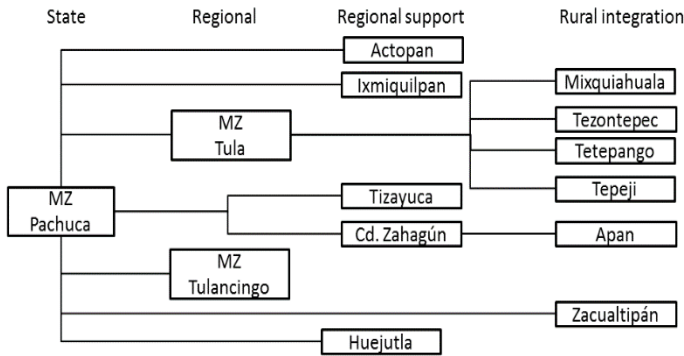 State Regional Regional support Rural integration
Actopan
Ixmiquilpan
Mixquiahuala
MZ
Tula
Tezontepec
Tetepango
Tepeji
MZ
Pachuca
Tizayuca
Cd. Zahagún
Apan
MZ
Tulancingo
Zacualtipán
Huejutla